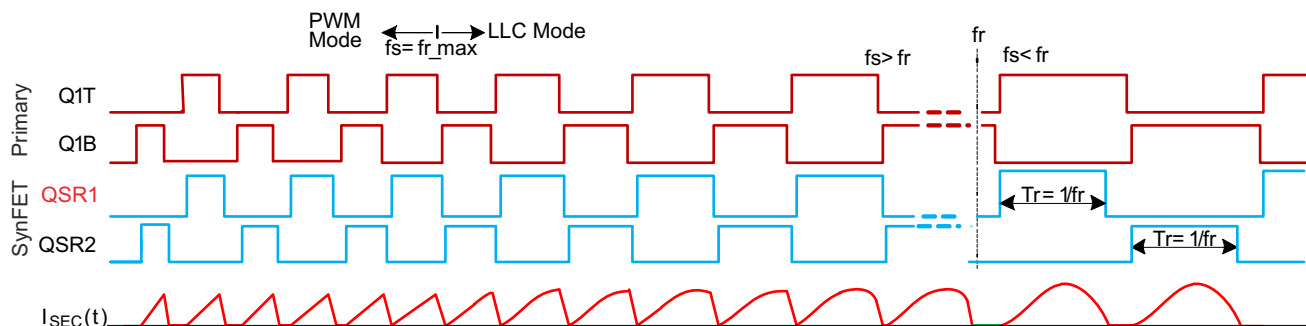 PWM
Mode
LLC Mode
fs= fr_max
fr
fs> fr
fs< fr
Primary
Q1T
Q1B
SynFET
QSR1
Tr= 1/fr
QSR2
Tr= 1/fr
ISEC(t)